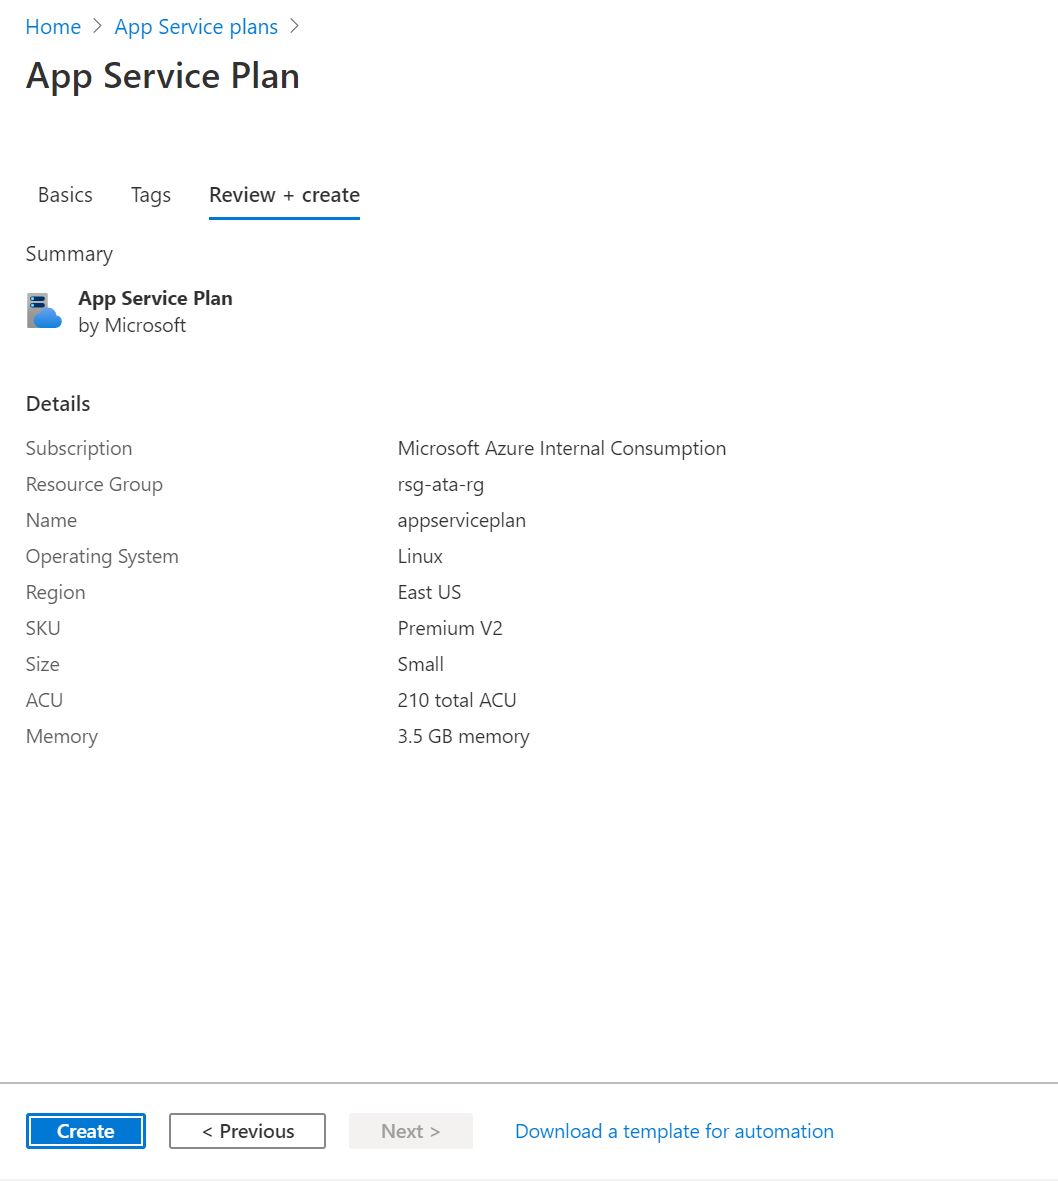 Home > App Service plans >
App Service Plan
Basics Tags Review + create
Summary
App Service Plan
by Microsoft
Details
Subscription Microsoft Azure Internal Consumption
Resource Group rsg-ata-rg
Name appserviceplan
Operating System Linux
Region East US
SKU Premium V2
Size Small
ACU 210 total ACU
Memory 3.5 GB memory
Create < Previous Next > Download a template for automation